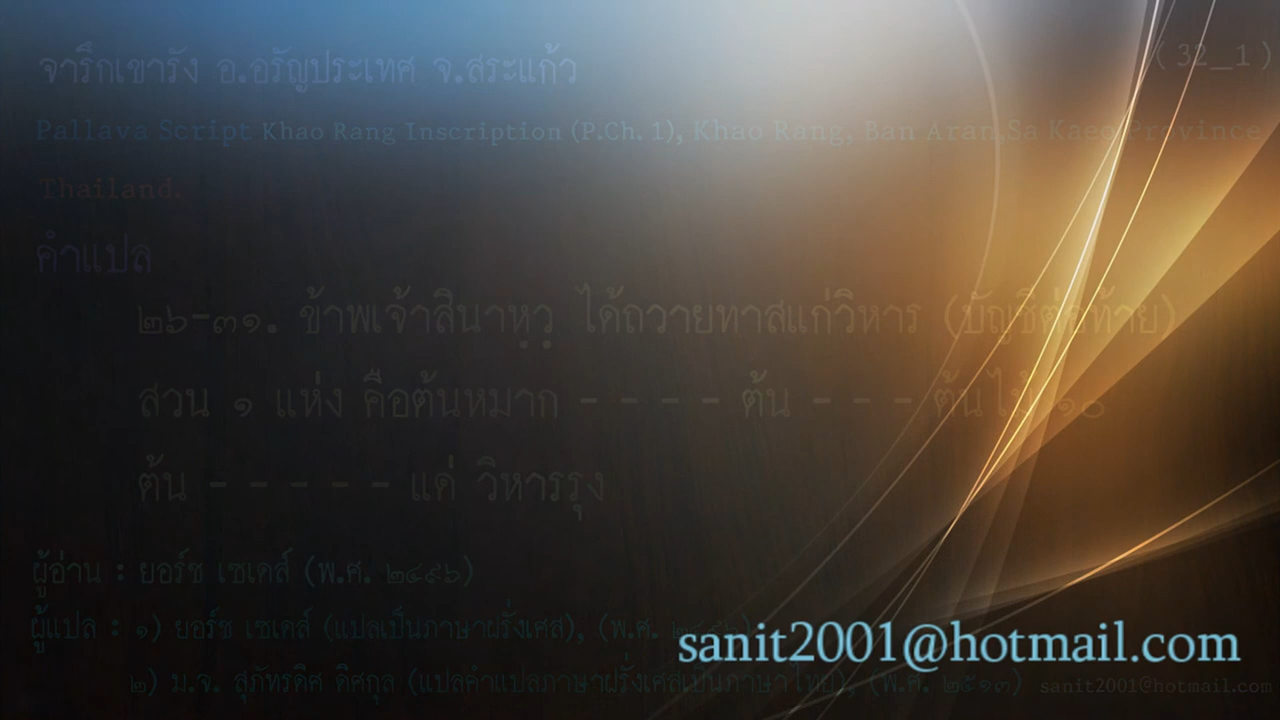 จารึกเขารัง อ.อรัญประเทศ จ.สระแก้ว (32_1)
Pallava Script Khao Rang Inscription (P.Ch. 1), Khao Rang, Ban Aran,Sa Kaeo Province
Thailand.
คำแปล
๒๖-๓๑. ข้าพเจ้าสินาหฺวฺ ได้ถวายทาสแก่วิหาร (บัญชีต่อท้าย)
ส่วน ๑ แห่ง คือต้นหมาก - - - - ต้น - - - ต้นไม้ ๑๐
ต้น - - - - - แด่ วิหารรุง
ผู้อ่าน : ยอร์ช เซเดส์ (พ.ศ. ๒๔๙๖)
ผู้แปล : ๑) ยอร์ช เซเดส์ (แปลเป็นภาษาฝรั่งเศส), (พ.ศ.
sanit2001@hotmail.com
๒) ม.จ. สุภัทรดิศ ดิศกุล (แปลคำแปลภาษาฝรั่งเศสเป็นภาษาไทย), (พ.ศ. ๒๕๑๓) sanit2001@hotmail.com